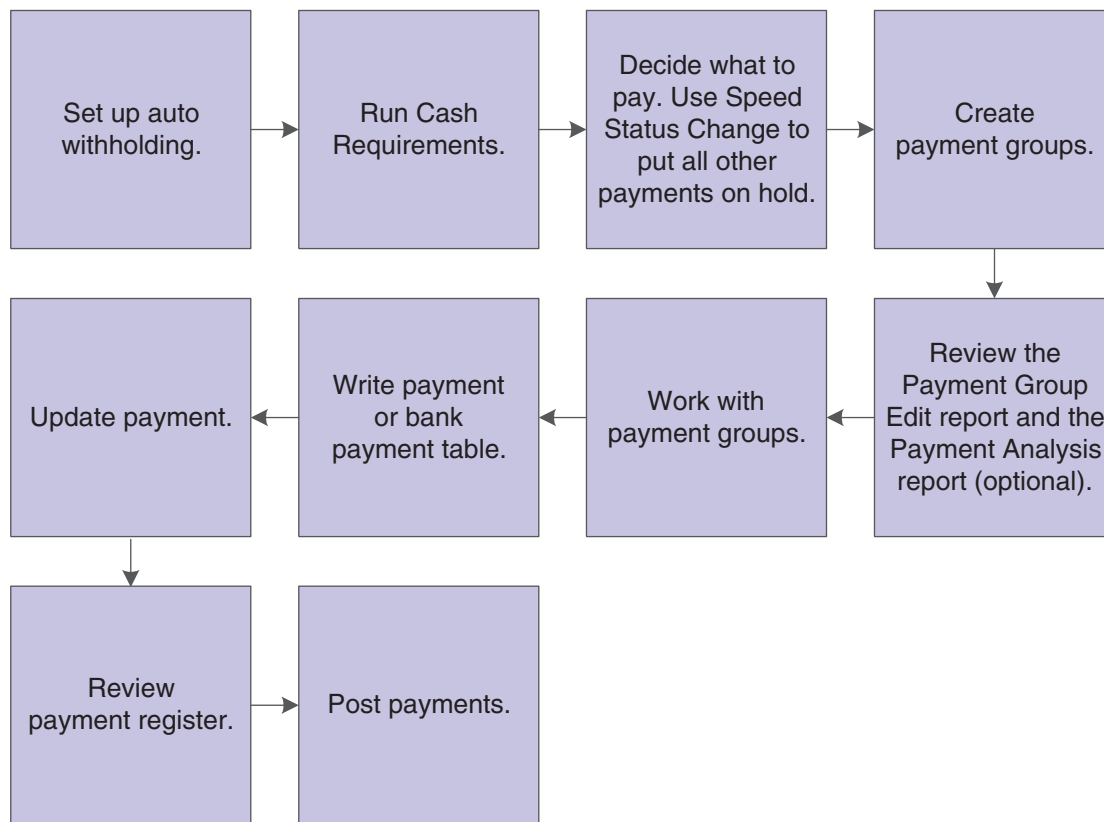 Set up auto
withholding.
Run Cash
Requirements.
Decide what to
pay. Use Speed
Status Change to
put all other
payments on hold.
Create
payment groups.
Review the
Payment Group
Edit report and the
Payment Analysis
report (optional).
Work with
payment groups.
Write payment
or bank
payment table.
Update payment.
Review
payment register.
Post payments.